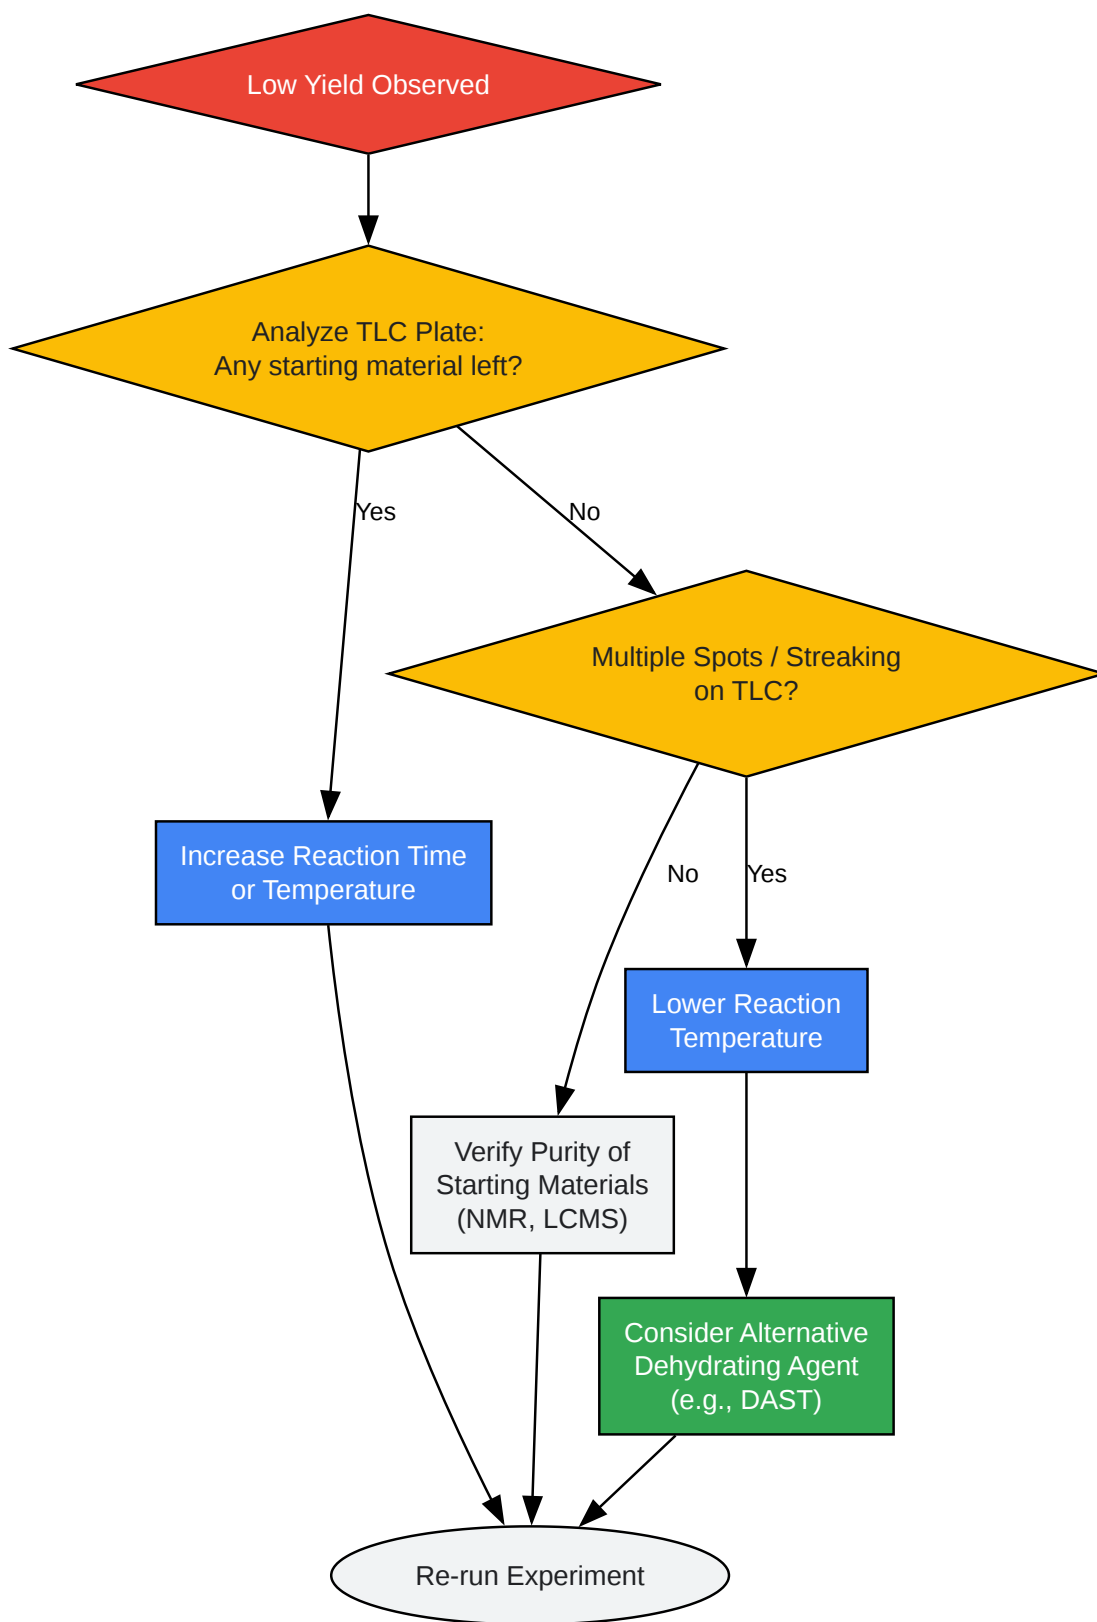 Low Yield Observed
Analyze TLC Plate:
Any starting material left?
Yes
No
Multiple Spots / Streaking
on TLC?
Increase Reaction Time
or Temperature
No
Yes
Lower Reaction
Temperature
Verify Purity of
Starting Materials
(NMR, LCMS)
Consider Alternative
Dehydrating Agent
(e.g., DAST)
Re-run Experiment